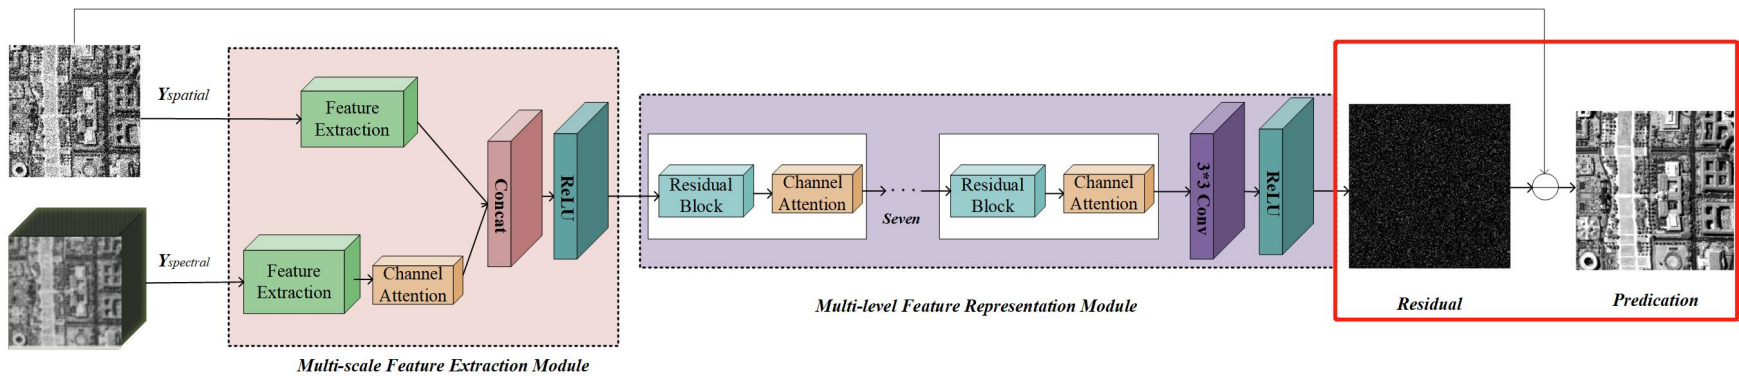 Yspatial
Feature
Extraction
Concat
ReLU
Yspectral
Feature
Extraction
Channel
Attention
Multi-scale Feature Extraction Module
Residual
Block
Channel
Attention
. . .
Seven
Residual
Block
Channel
Attention
3*3 Conv
ReLU
Multi-level Feature Representation Module
Residual
Predication